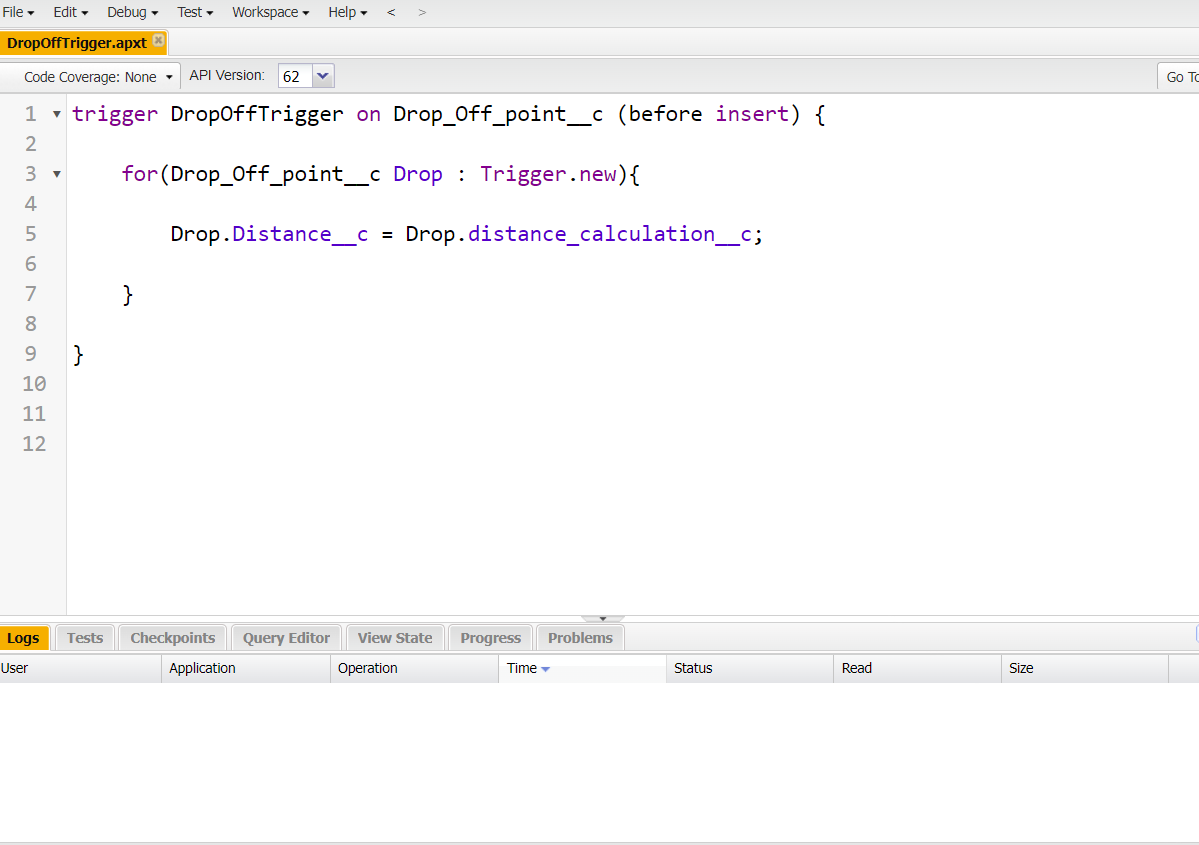 File Edit Debug Test Workspace Help < >
DropOffTrigger.apxt
Code Coverage: None API Version: 62 Go To
1 trigger DropOffTrigger on Drop_Off_point__c (before insert) {
2
3 for(Drop_Off_point__c Drop : Trigger.new){
4
5 Drop.Distance__c = Drop.distance_calculation__c;
6
7 }
8
9 }
10
11
12
Logs Tests Checkpoints Query Editor View State Progress Problems
User Application Operation Time Status Read Size